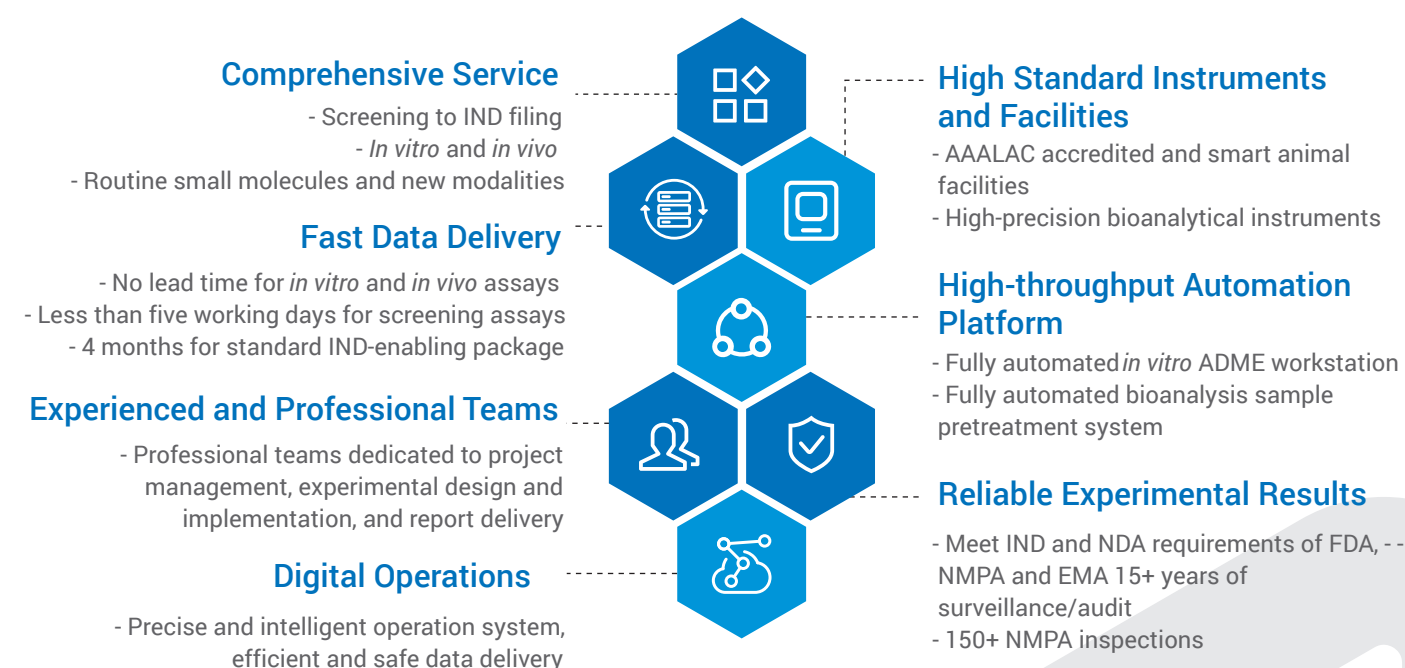 Comprehensive Service
- Screening to IND filing
- In vitro and in vivo
- Routine small molecules and new modalities
Fast Data Delivery
- No lead time for in vitro and in vivo assays
- Less than five working days for screening assays
- 4 months for standard IND-enabling package
Experienced and Professional Teams
- Professional teams dedicated to project
management, experimental design and
implementation, and report delivery
Digital Operations
- Precise and intelligent operation system,
efficient and safe data delivery
High Standard Instruments
and Facilities
- AAALAC accredited and smart animal
facilities
- High-precision bioanalytical instruments
High-throughput Automation
Platform
- Fully automated in vitro ADME workstation
- Fully automated bioanalysis sample
pretreatment system
Reliable Experimental Results
- Meet IND and NDA requirements of FDA, - -
NMPA and EMA 15+ years of
surveillance/audit
- 150+ NMPA inspections